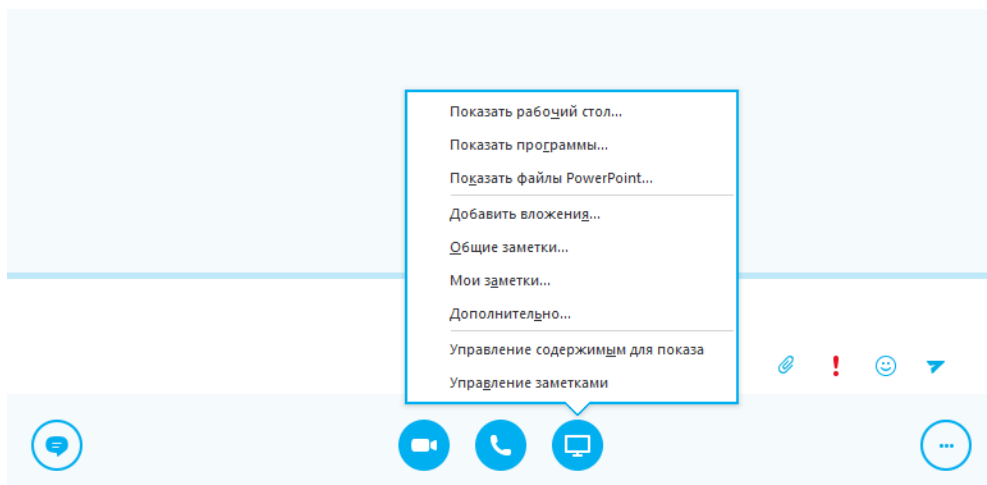 Показать рабочий стол...
Показать программы...
Показать файлы PowerPoint...
Добавить вложения...
Общие заметки...
Мои заметки...
Дополнительно...
Управление содержимым для показа
Управление заметками